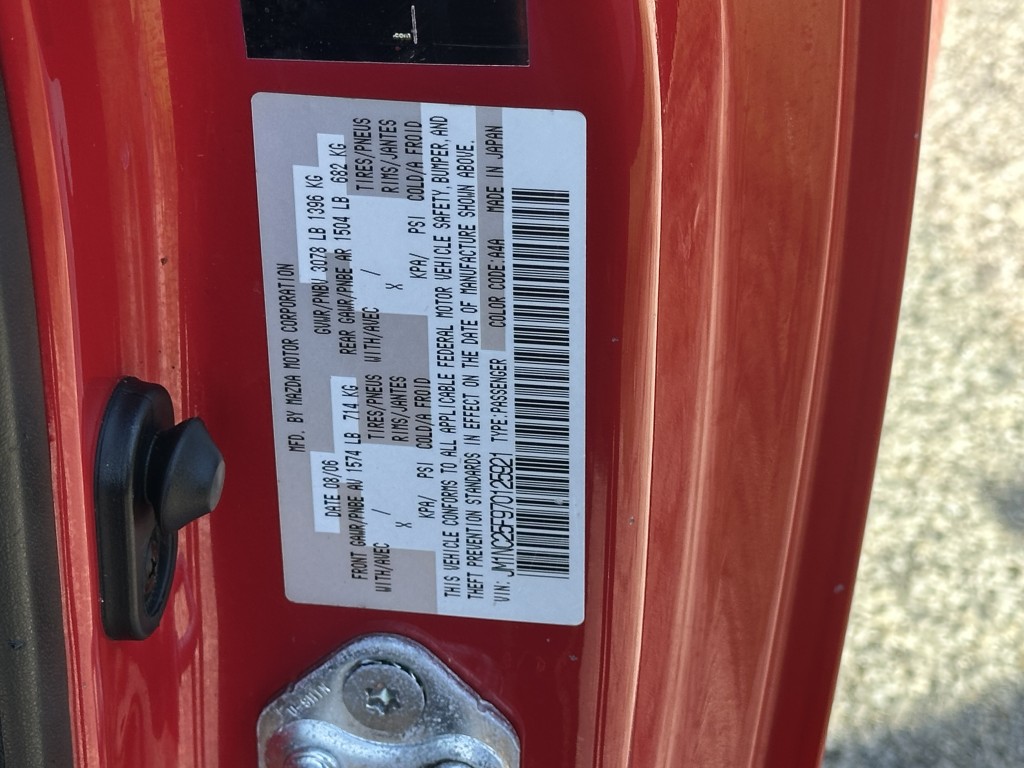 .com
MFD. BY MAZDA MOTOR CORPORATION
DATE 08/06 GVWR/PNBV 3078 LB 1396 KG
FRONT GAWR/PNBE AV 1574 LB 714 KG REAR GAWR/PNBE AR 1504 LB 682 KG
WITH/AVEC / TIRES/PNEUS WITH/AVEC / TIRES/PNEUS
X RIMS/JANTES X RIMS/JANTES
KPA/ PSI COLD/A FROID KPA/ PSI COLD/A FROID
THIS VEHICLE CONFORMS TO ALL APPLICABLE FEDERAL MOTOR VEHICLE SAFETY, BUMPER, AND
THEFT PREVENTION STANDARDS IN EFFECT ON THE DATE OF MANUFACTURE SHOWN ABOVE.
VIN: JM1NC25F970125921 TYPE:PASSENGER COLOR CODE:A4A MADE IN JAPAN